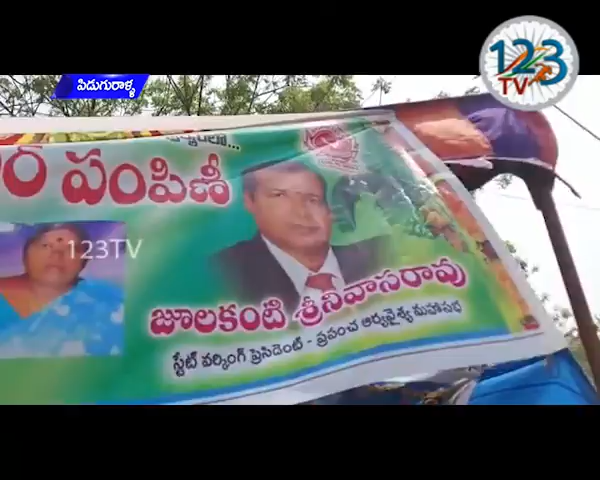 పిడుగురాళ్ళ
123
TV
పంపిణీ
123TV
జూలకంటి శ్రీనివాసరావు
స్టేట్ వర్కింగ్ ప్రెసిడెంట్ - ప్రపంచ ఆర్యవైశ్య మహాసభ